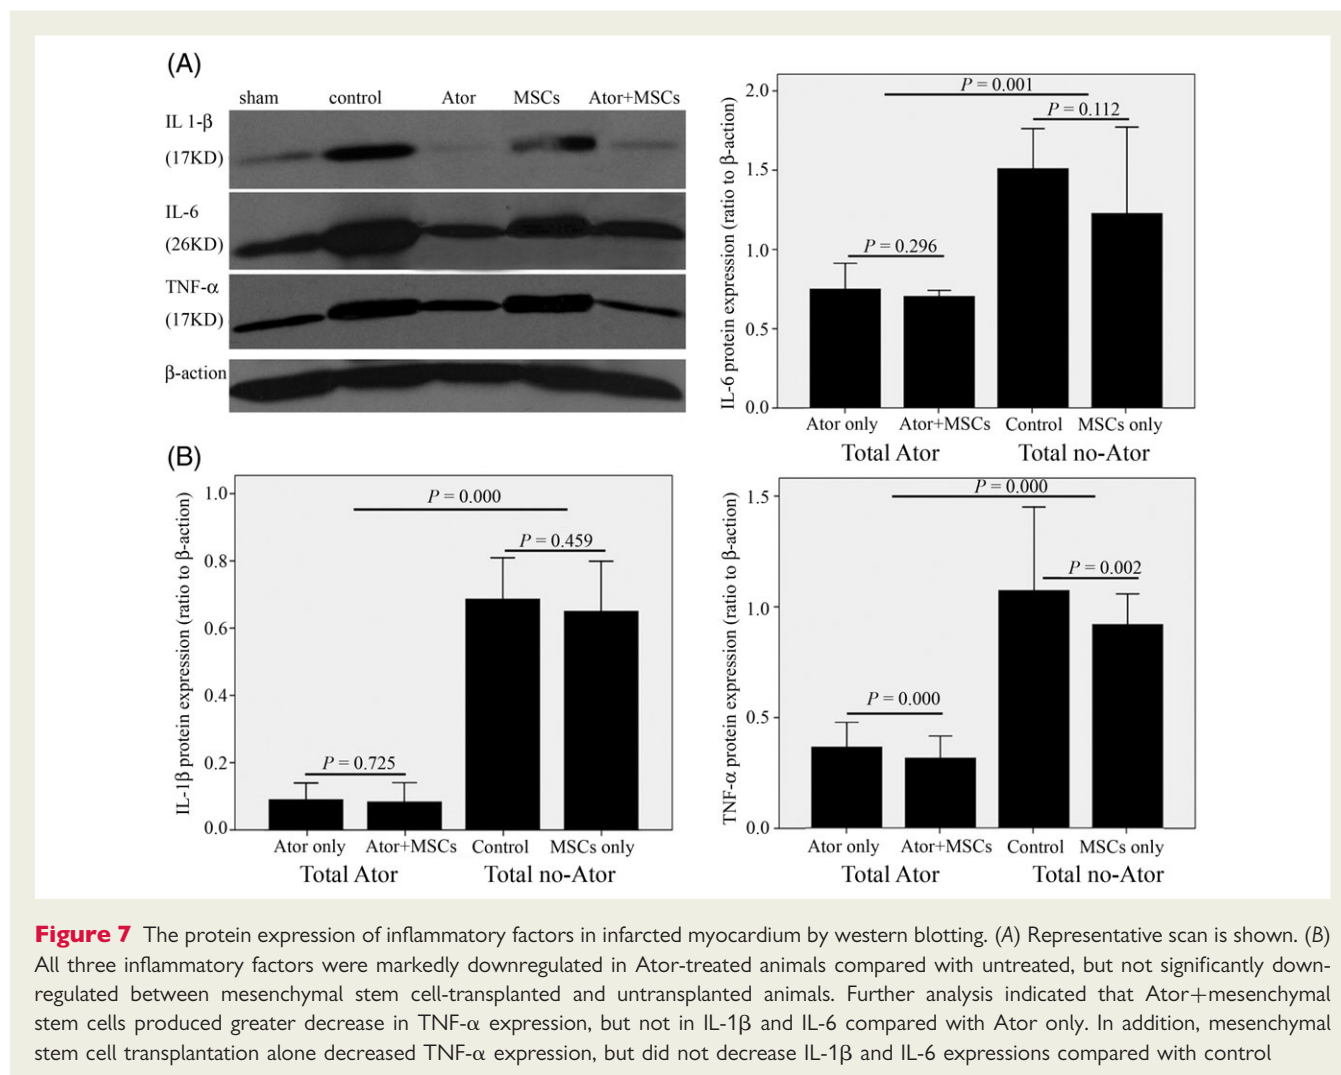 (A)
sham control Ator MSCs Ator+MSCs
IL 1-β
(17KD)
IL-6
(26KD)
TNF-α
(17KD)
β-action
IL-6 protein expression (ratio to β-action)
2.0
1.5
1.0
0.5
0.0
P = 0.001
P = 0.112
P = 0.296
Ator only Ator+MSCs Control MSCs only
Total Ator Total no-Ator
(B)
IL-1β protein expression (ratio to β-action)
1.0
0.8
0.6
0.4
0.2
0.0
P = 0.000
P = 0.459
P = 0.725
Ator only Ator+MSCs Control MSCs only
Total Ator Total no-Ator
TNF-α protein expression (ratio to β-action)
1.5
1.0
0.5
0.0
P = 0.000
P = 0.002
P = 0.000
Ator only Ator+MSCs Control MSCs only
Total Ator Total no-Ator
Figure 7 The protein expression of inflammatory factors in infarcted myocardium by western blotting. (A) Representative scan is shown. (B)
All three inflammatory factors were markedly downregulated in Ator-treated animals compared with untreated, but not significantly down-
regulated between mesenchymal stem cell-transplanted and untransplanted animals. Further analysis indicated that Ator+mesenchymal
stem cells produced greater decrease in TNF-α expression, but not in IL-1β and IL-6 compared with Ator only. In addition, mesenchymal
stem cell transplantation alone decreased TNF-α expression, but did not decrease IL-1β and IL-6 expressions compared with control